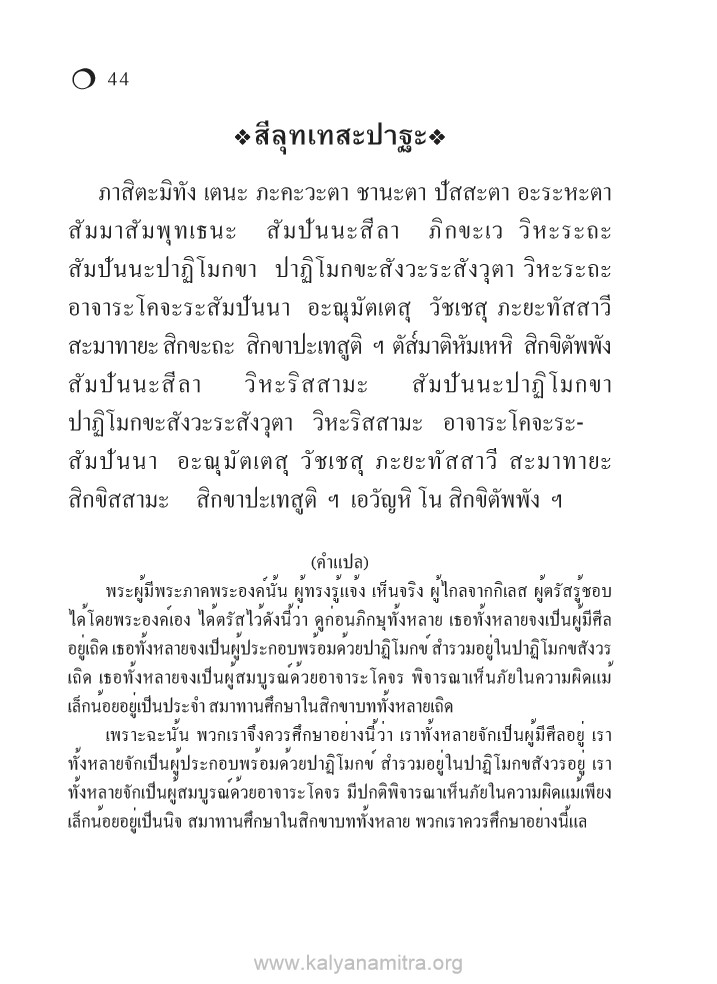 44
❖สีลุทเทสะปาฐะ❖
ภาสิตะมิทัง เตนะ ภะคะวะตา ชานะตา ปัสสะตา อะระหะตา
สัมมาสัมพุทเธนะ สัมปันนะสีลา ภิกขะเว วิหะระถะ
สัมปันนะปาฏิโมกขา ปาฏิโมกขะสังวะระสังวุตา วิหะระถะ
อาจาระโคจะระสัมปันนา อะณุมัตเตสุ วัชเชสุ ภะยะทัสสาวี
สะมาทายะ สิกขะถะ สิกขาปะเทสูติ ฯ ตัส๎มาติหัมเหหิ สิกขิตัพพัง
สัมปันนะสีลา วิหะริสสามะ สัมปันนะปาฏิโมกขา
ปาฏิโมกขะสังวะระสังวุตา วิหะริสสามะ อาจาระโคจะระ-
สัมปันนา อะณุมัตเตสุ วัชเชสุ ภะยะทัสสาวี สะมาทายะ
สิกขิสสามะ สิกขาปะเทสูติ ฯ เอวัญหิ โน สิกขิตัพพัง ฯ
(คำแปล)
พระผู้มีพระภาคพระองค์นั้น ผู้ทรงรู้แจ้ง เห็นจริง ผู้ไกลจากกิเลส ผู้ตรัสรู้ชอบ
ได้โดยพระองค์เอง ได้ตรัสไว้ดังนี้ว่า ดูก่อนภิกษุทั้งหลาย เธอทั้งหลายจงเป็นผู้มีศีล
อยู่เถิด เธอทั้งหลายจงเป็นผู้ประกอบพร้อมด้วยปาฏิโมกข์ สำรวมอยู่ในปาฏิโมกขสังวร
เถิด เธอทั้งหลายจงเป็นผู้สมบูรณ์ด้วยอาจาระโคจร พิจารณาเห็นภัยในความผิดแม้
เล็กน้อยอยู่เป็นประจำ สมาทานศึกษาในสิกขาบททั้งหลายเถิด
เพราะฉะนั้น พวกเราจึงควรศึกษาอย่างนี้ว่า เราทั้งหลายจักเป็นผู้มีศีลอยู่ เรา
ทั้งหลายจักเป็นผู้ประกอบพร้อมด้วยปาฏิโมกข์ สำรวมอยู่ในปาฏิโมกขสังวรอยู่ เรา
ทั้งหลายจักเป็นผู้สมบูรณ์ด้วยอาจาระโคจร มีปกติพิจารณาเห็นภัยในความผิดแม้เพียง
เล็กน้อยอยู่เป็นนิจ สมาทานศึกษาในสิกขาบททั้งหลาย พวกเราควรศึกษาอย่างนี้แล
www.kalyanamitra.org